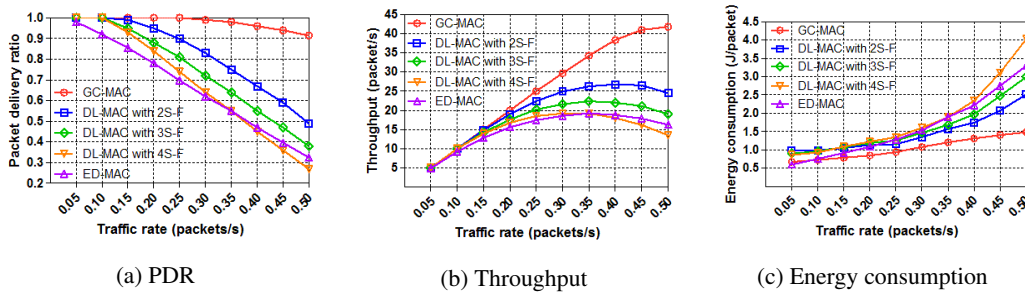 Packet delivery ratio
1.0
0.9
0.8
0.7
0.6
0.5
0.4
0.3
0.2
GC-MAC
DL-MAC with 2S-F
DL-MAC with 3S-F
DL-MAC with 4S-F
ED-MAC
0.05
0.10
0.15
0.20
0.25
0.30
0.35
0.40
0.45
0.50
Traffic rate (packets/s)
(a) PDR
Throughput (packet/s)
45
40
35
30
25
20
15
10
5
GC-MAC
DL-MAC with 2S-F
DL-MAC with 3S-F
DL-MAC with 4S-F
ED-MAC
0.05
0.10
0.15
0.20
0.25
0.30
0.35
0.40
0.45
0.50
Traffic rate (packets/s)
(b) Throughput
Energy consumption (J/packet)
4.5
4.0
3.5
3.0
2.5
2.0
1.5
1.0
0.5
GC-MAC
DL-MAC with 2S-F
DL-MAC with 3S-F
DL-MAC with 4S-F
ED-MAC
0.05
0.10
0.15
0.20
0.25
0.30
0.35
0.40
0.45
0.50
Traffic rate (packets/s)
(c) Energy consumption